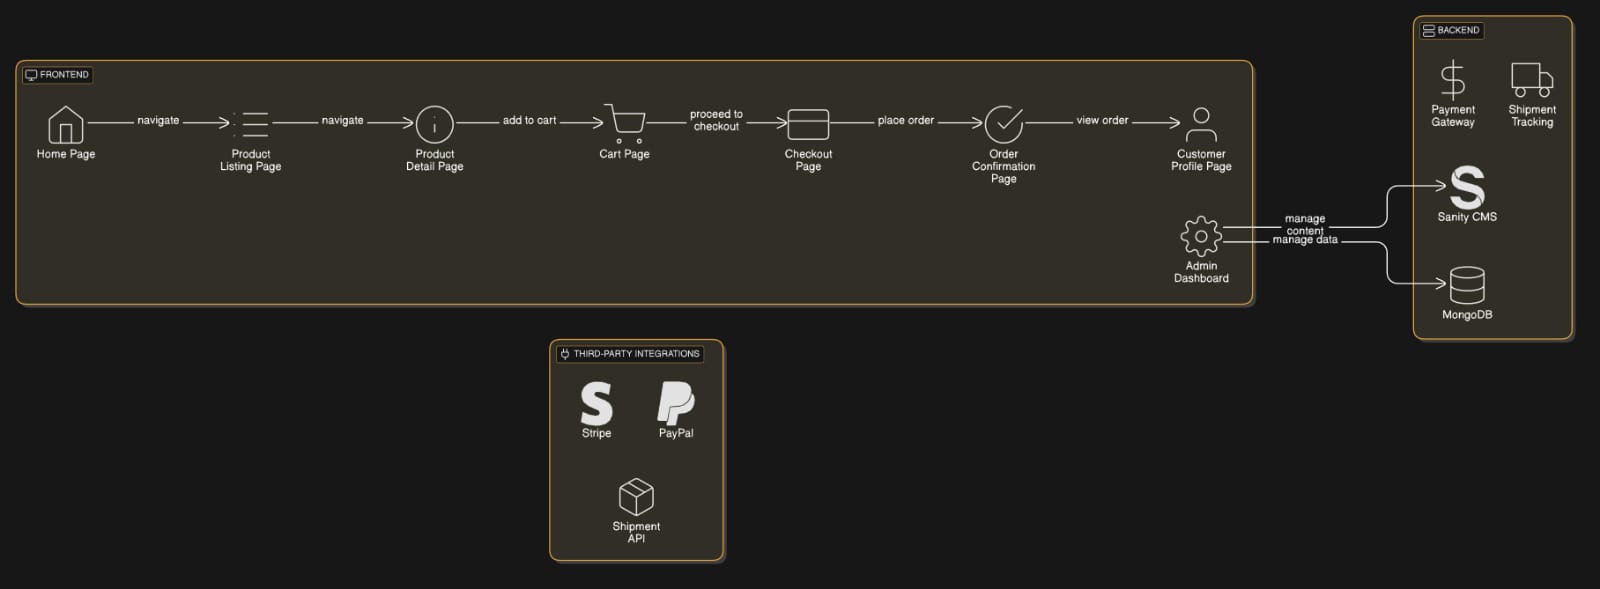 FRONTEND
navigate
navigate
add to cart
proceed to
checkout
place order
view order
Home Page
Product
Listing Page
Product
Detail Page
Cart Page
Checkout
Page
Order
Confirmation
Page
Customer
Profile Page
Admin
Dashboard
manage
content
manage data
BACKEND
Payment
Gateway
Shipment
Tracking
Sanity CMS
MongoDB
THIRD-PARTY INTEGRATIONS
Stripe
PayPal
Shipment
API